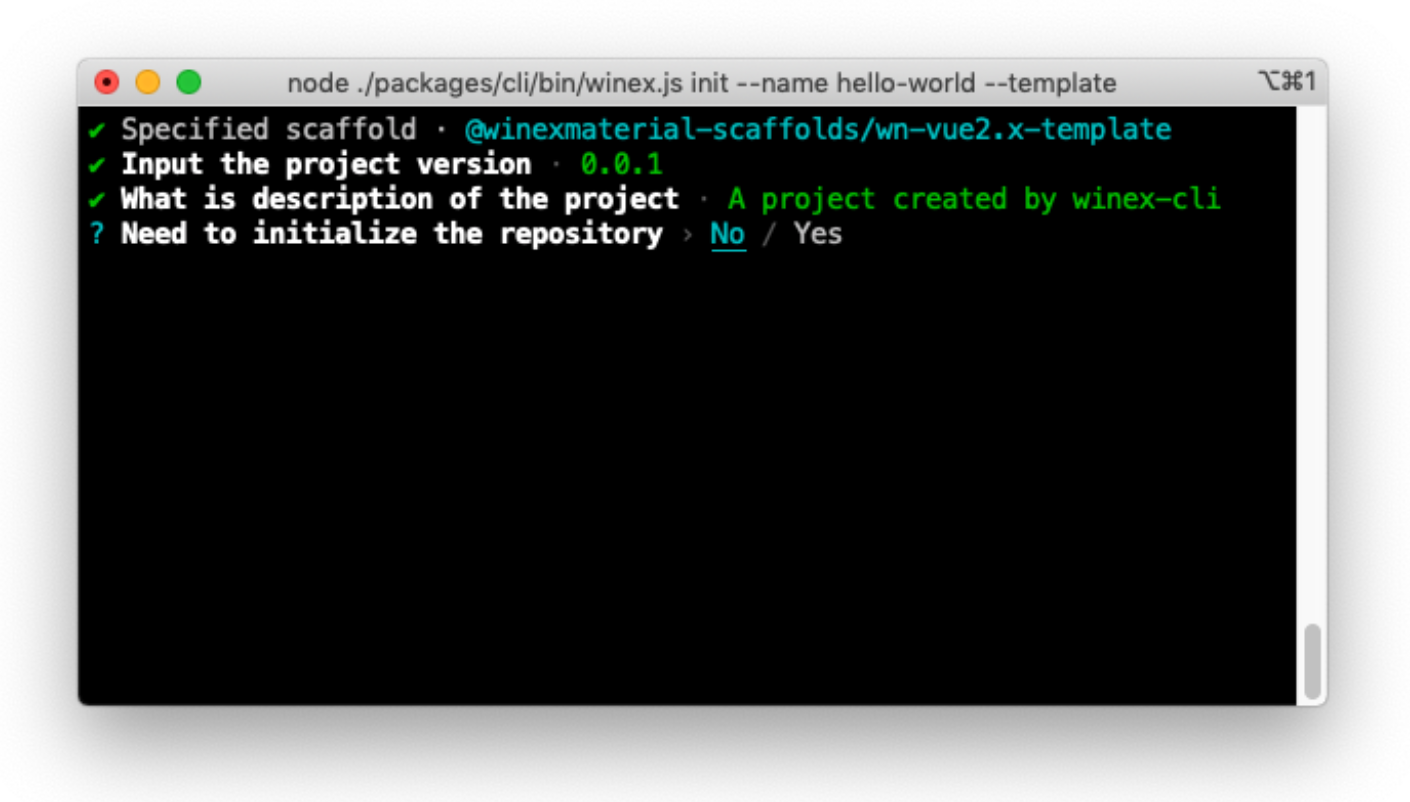 node ./packages/cli/bin/winex.js init --name hello-world --template ⌥⌘1
✔ Specified scaffold · @winexmaterial-scaffolds/wn-vue2.x-template
✔ Input the project version · 0.0.1
✔ What is description of the project · A project created by winex-cli
? Need to initialize the repository › No / Yes